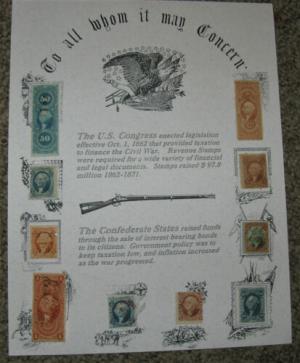 To all whom it may Concern:
The U.S. Congress enacted legislation
effective Oct. 1, 1862 that provided taxation
to finance the Civil War. Revenue Stamps
were required for a wide variety of financial
and legal documents. Stamps raised $ 97.9
million 1862-1871.
The Confederate States raised funds
through the sale of interest bearing bonds
to its citizens. Government policy was to
keep taxation low, and inflation increased
as the war progressed.
50 50